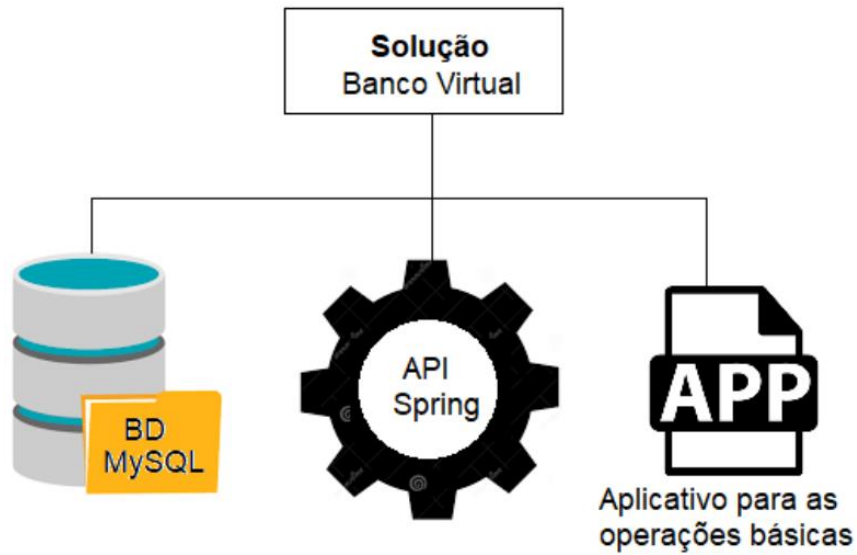 Solução
Banco Virtual
BD
MySQL
API
Spring
APP
Aplicativo para as
operações básicas